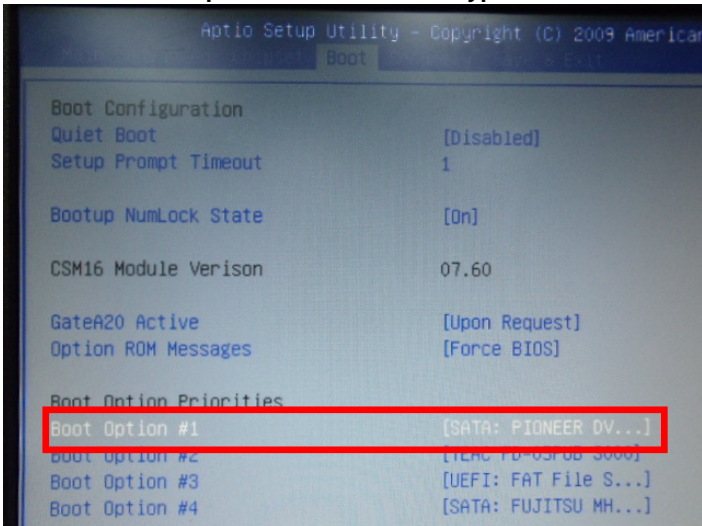 Aptio Setup Utility - Copyright (C) 2009 American
Boot
Boot Configuration
Quiet Boot [Disabled]
Setup Prompt Timeout 1
Bootup NumLock State [On]
CSM16 Module Verison 07.60
GateA20 Active [Upon Request]
Option ROM Messages [Force BIOS]
Boot Option Priorities
Boot Option #1 [SATA: PIONEER DV...]
Boot Option #2 [TEAC
Boot Option #3 [UEFI: FAT File S...]
Boot Option #4 [SATA: FUJITSU MH...]